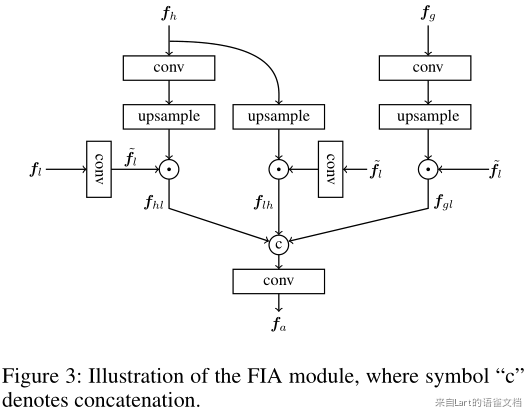 f_h f_g
conv conv
upsample upsample upsample
f_l conv f̃_l conv f̃_l f̃_l
f_hl f_lh f_gl
c
conv
f_a
Figure 3: Illustration of the FIA module, where symbol “c”
denotes concatenation.
来自Lart的语雀文档